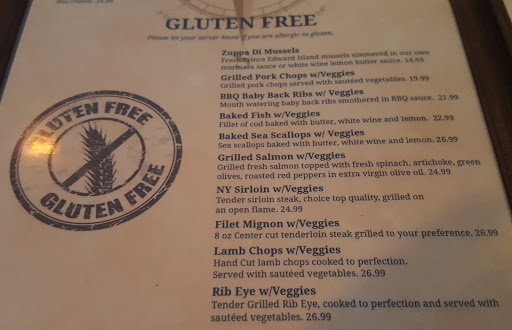 24.99
GLUTEN FREE
Please let your server know if you are allergic to gluten.
Zuppa Di Mussels
Fresh Prince Edward Island mussels simmered in our own
marinara sauce or white wine lemon butter sauce. 14.99
Grilled Pork Chops w/Veggies
Grilled pork chops served with sautéed vegetables. 19.99
BBQ Baby Back Ribs w/ Veggies
Mouth watering baby back ribs smothered in BBQ sauce. 21.99
Baked Fish w/Veggies
Fillet of cod baked with butter, white wine and lemon. 22.99
Baked Sea Scallops w/ Veggies
Sea scallops baked with butter, white wine and lemon. 26.99
Grilled Salmon w/Veggies
Grilled fresh salmon topped with fresh spinach, artichoke, green
olives, roasted red peppers in extra virgin olive oil. 24.99
NY Sirloin w/Veggies
Tender sirloin steak, choice top quality, grilled on
an open flame. 24.99
Filet Mignon w/Veggies
8 oz Center cut tenderloin steak grilled to your preference. 26.99
Lamb Chops w/Veggies
Hand Cut lamb chops cooked to perfection.
Served with sautéed vegetables. 26.99
Rib Eye w/Veggies
Tender Grilled Rib Eye, cooked to perfection and served with
sautéed vegetables. 26.99
GLUTEN FREE
GLUTEN FREE